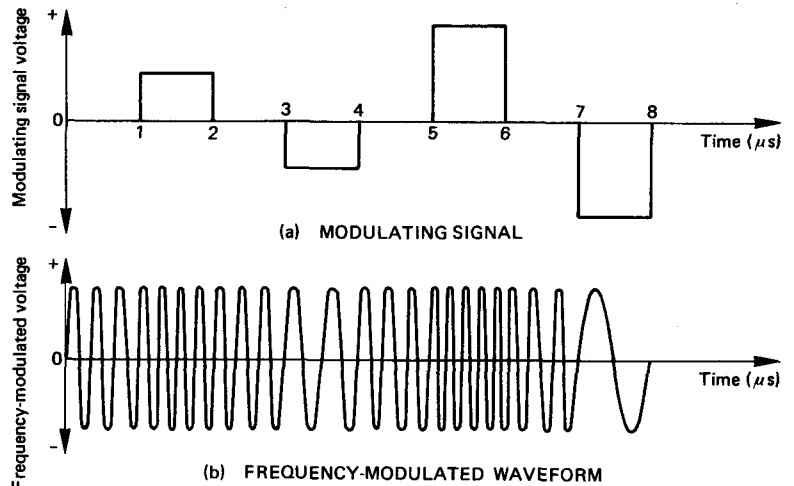 Modulating signal voltage
+
0
–
3 4 7 8
1 2 5 6
Time (μs)
(a) MODULATING SIGNAL
Frequency-modulated voltage
+
0
–
Time (μs)
(b) FREQUENCY-MODULATED WAVEFORM